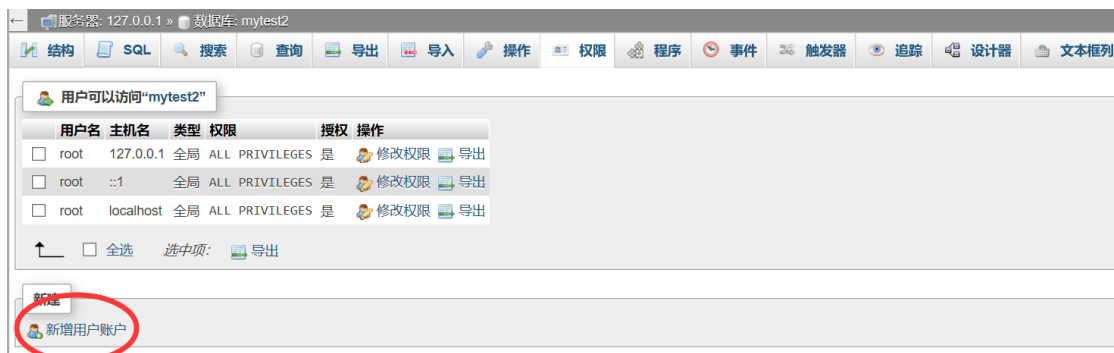 ← 服务器: 127.0.0.1 » 数据库: mytest2
结构 SQL 搜索 查询 导出 导入 操作 权限 程序 事件 触发器 追踪 设计器 文本框列
用户可以访问“mytest2”
用户名 主机名 类型 权限 授权 操作
root 127.0.0.1 全局 ALL PRIVILEGES 是 修改权限 导出
root ::1 全局 ALL PRIVILEGES 是 修改权限 导出
root localhost 全局 ALL PRIVILEGES 是 修改权限 导出
全选 选中项: 导出
新建
新增用户账户